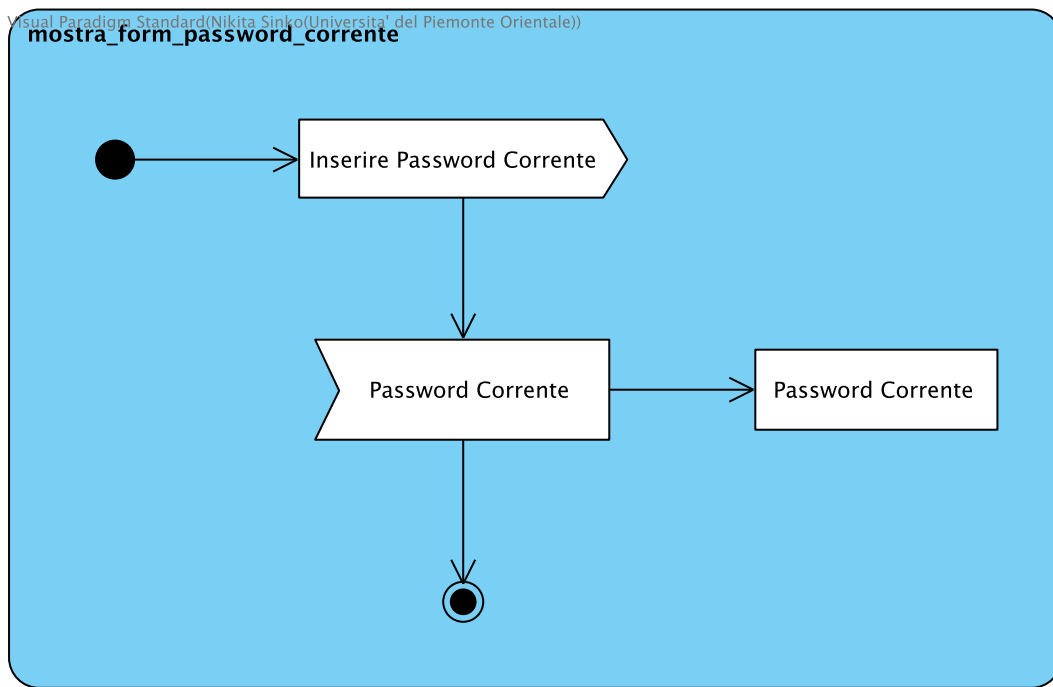 Visual Paradigm Standard(Nikita Sinko(Universita' del Piemonte Orientale))
mostra_form_password_corrente
Inserire Password Corrente
Password Corrente
Password Corrente